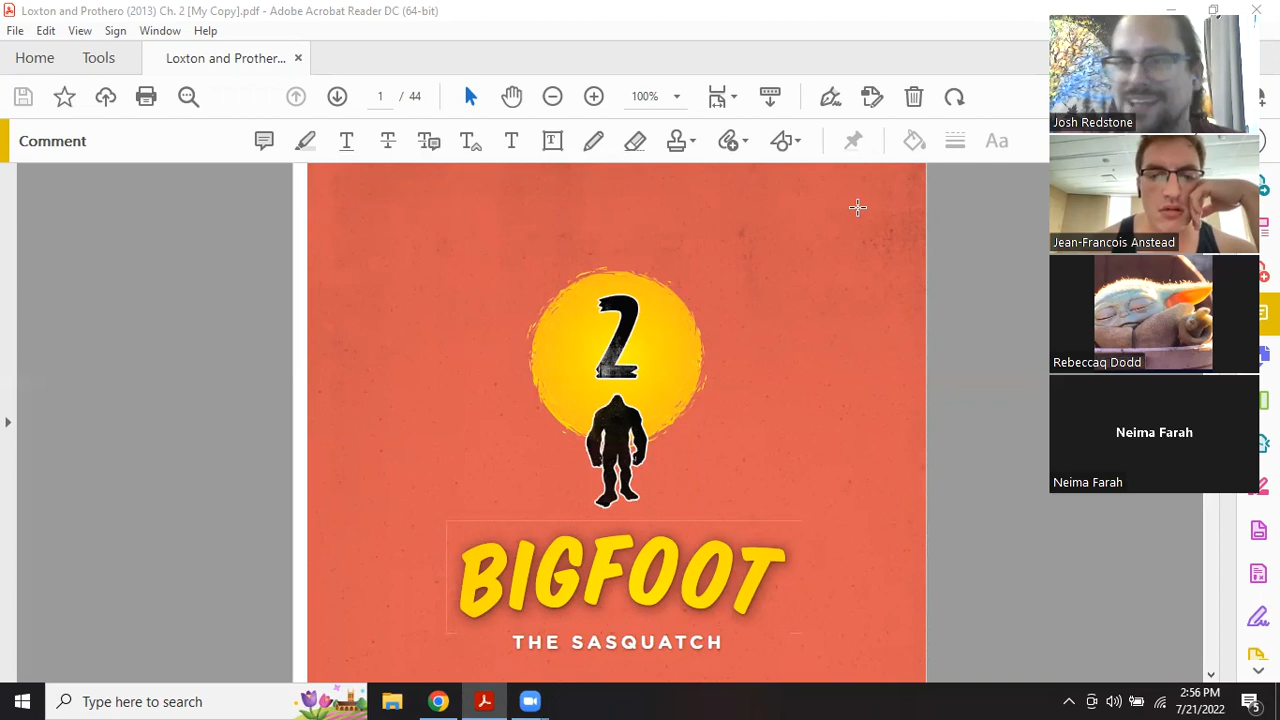 Loxton and Prothero (2013) Ch. 2 [My Copy].pdf - Adobe Acrobat Reader DC (64-bit)
File Edit View Sign Window Help
Home Tools Loxton and Prother... ×
1 / 44 100%
Comment
Aa
2
BIGFOOT
THE SASQUATCH
Josh Redstone
Jean-Francois Anstead
Rebeccaq Dodd
Neima Farah
Neima Farah
Type here to search
2:56 PM
7/21/2022
5